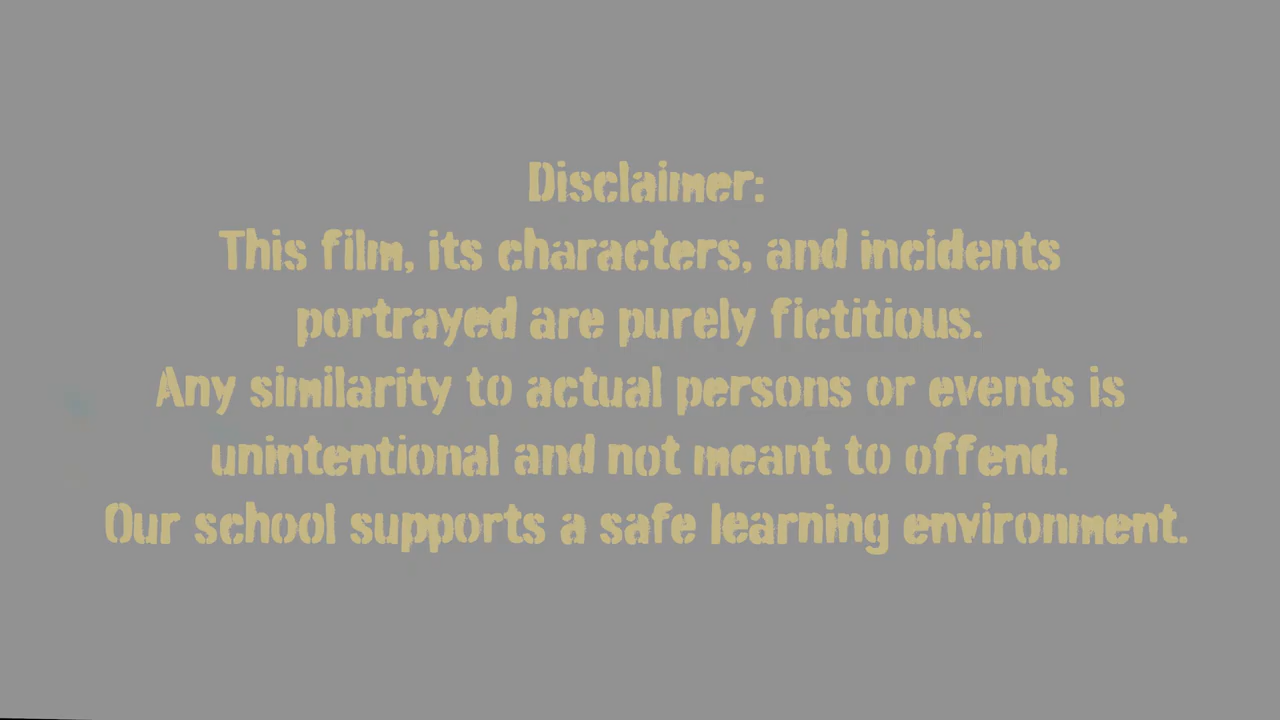 Disclaimer:
This film, its characters, and incidents
portrayed are purely fictitious.
Any similarity to actual persons or events is
unintentional and not meant to offend.
Our school supports a safe learning environment.